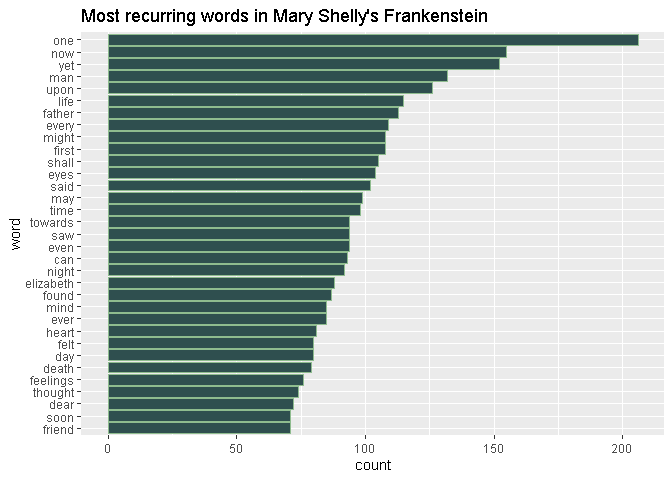 Most recurring words in Mary Shelly's Frankenstein
one
now
yet
man
upon
life
father
every
might
first
shall
eyes
said
may
time
towards
saw
even
can
night
elizabeth
found
mind
ever
heart
felt
day
death
feelings
thought
dear
soon
friend
word
0 50 100 150 200
count